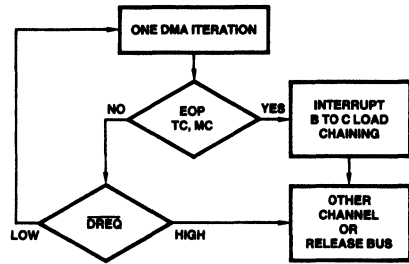 ONE DMA ITERATION
NO
EOP
TC, MC
YES
INTERRUPT
B TO C LOAD
CHAINING
LOW
DREQ
HIGH
OTHER
CHANNEL
OR
RELEASE BUS